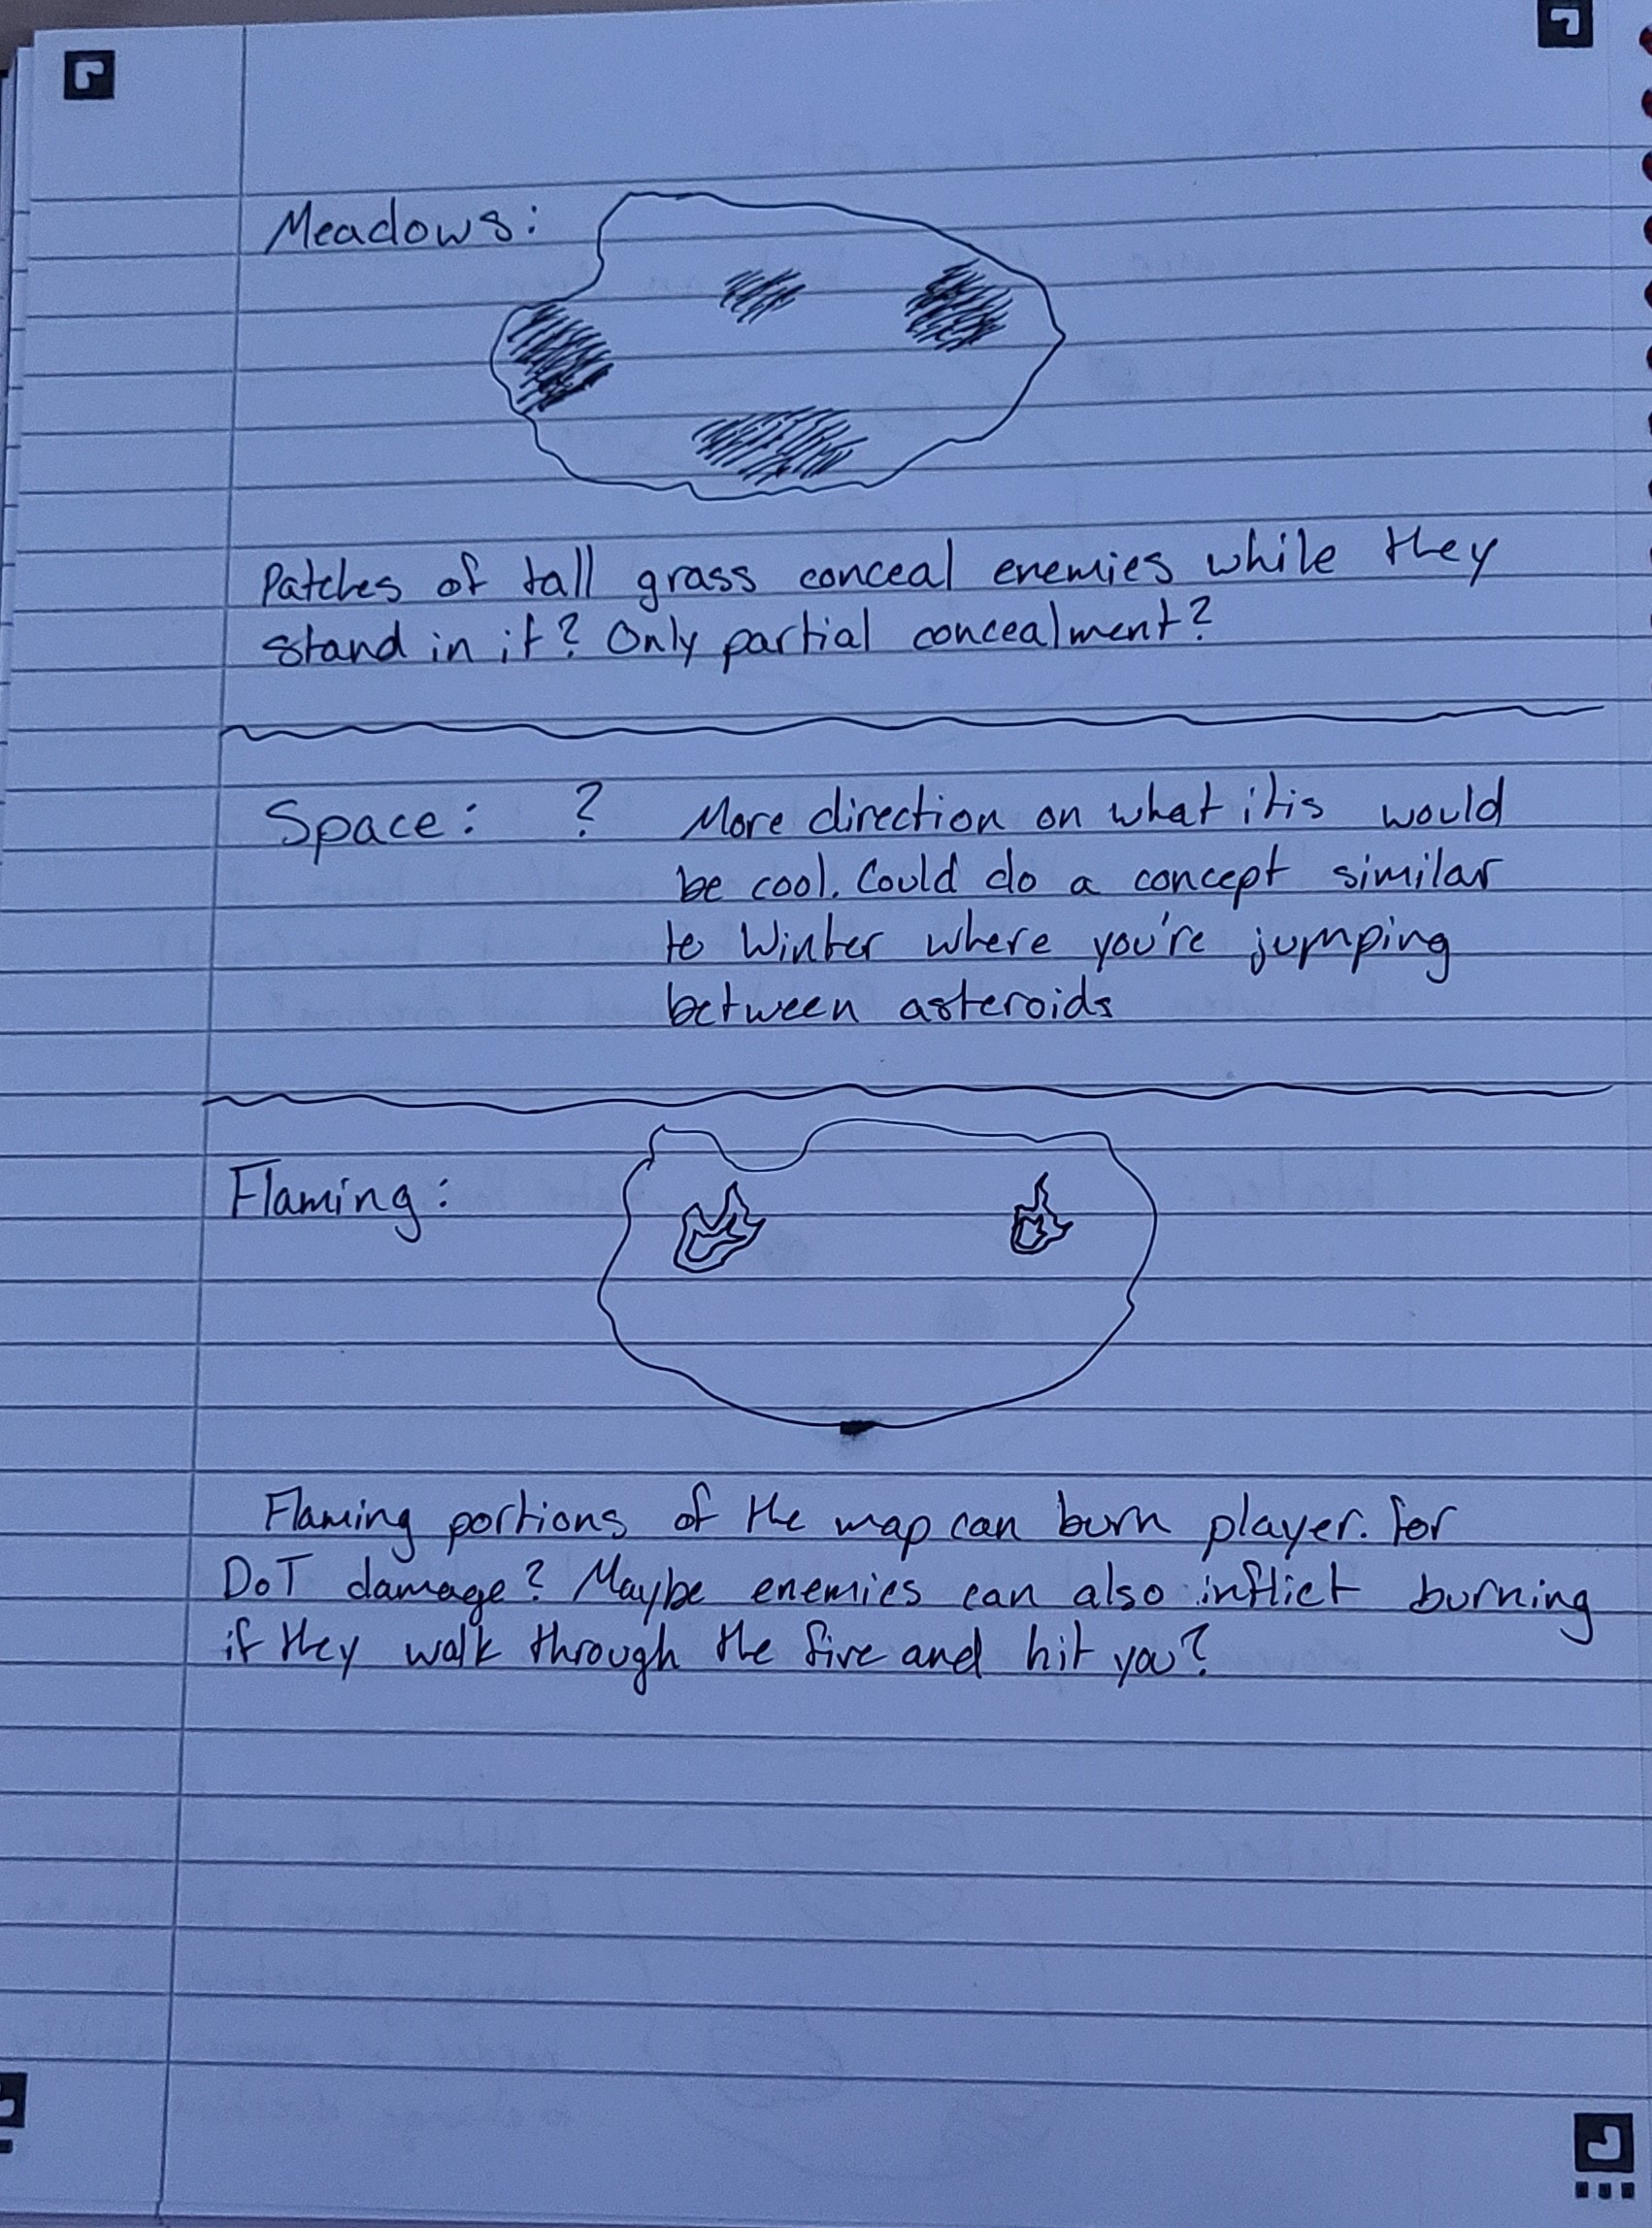 Meadows:
Patches of tall grass conceal enemies while they
stand in it? Only partial concealment?
Space: ? More direction on what it is would
be cool. Could do a concept similar
to Winter where you're jumping
between asteroids
Flaming:
Flaming portions of the map can burn player. For
DoT damage? Maybe enemies can also inflict burning
if they walk through the fire and hit you?